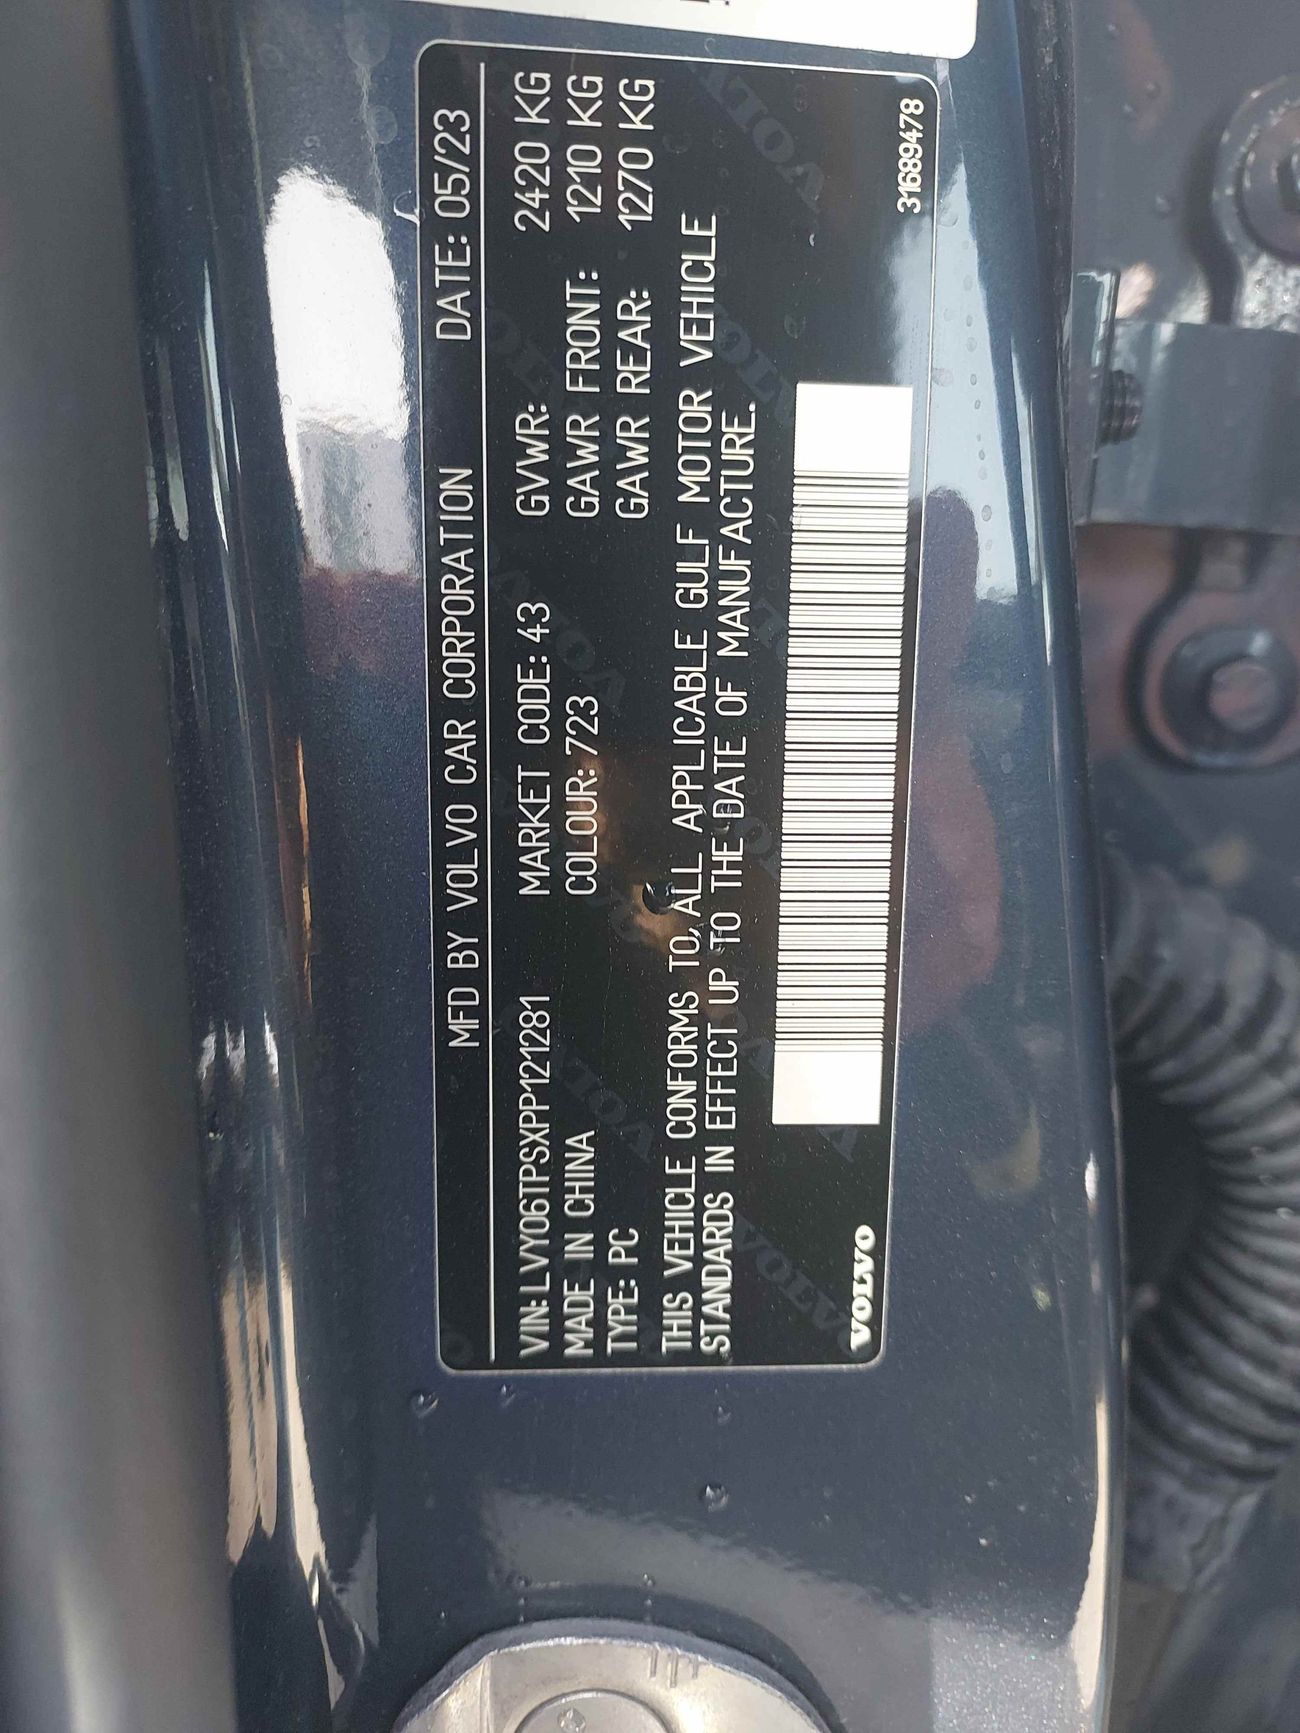 MFD BY VOLVO CAR CORPORATION DATE: 05/23
VIN: LVY06TPSXPP121281 MARKET CODE: 43 GVWR: 2420 KG
MADE IN CHINA COLOUR: 723 GAWR FRONT: 1210 KG
TYPE: PC GAWR REAR: 1270 KG
THIS VEHICLE CONFORMS TO, ALL APPLICABLE GULF MOTOR VEHICLE
STANDARDS IN EFFECT UP TO THE DATE OF MANUFACTURE.
VOLVO 31689478